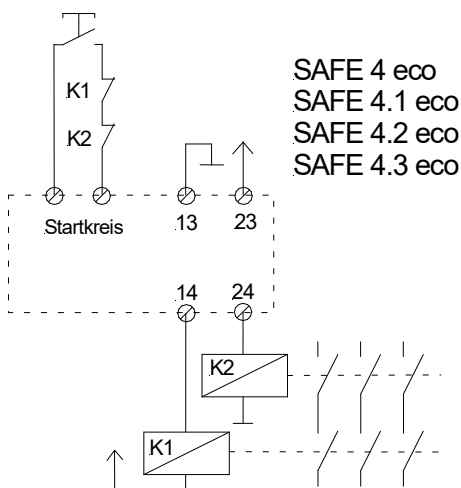 SAFE 4 eco
SAFE 4.1 eco
SAFE 4.2 eco
SAFE 4.3 eco
K1
K2
Startkreis
13
23
14
24
K2
K1